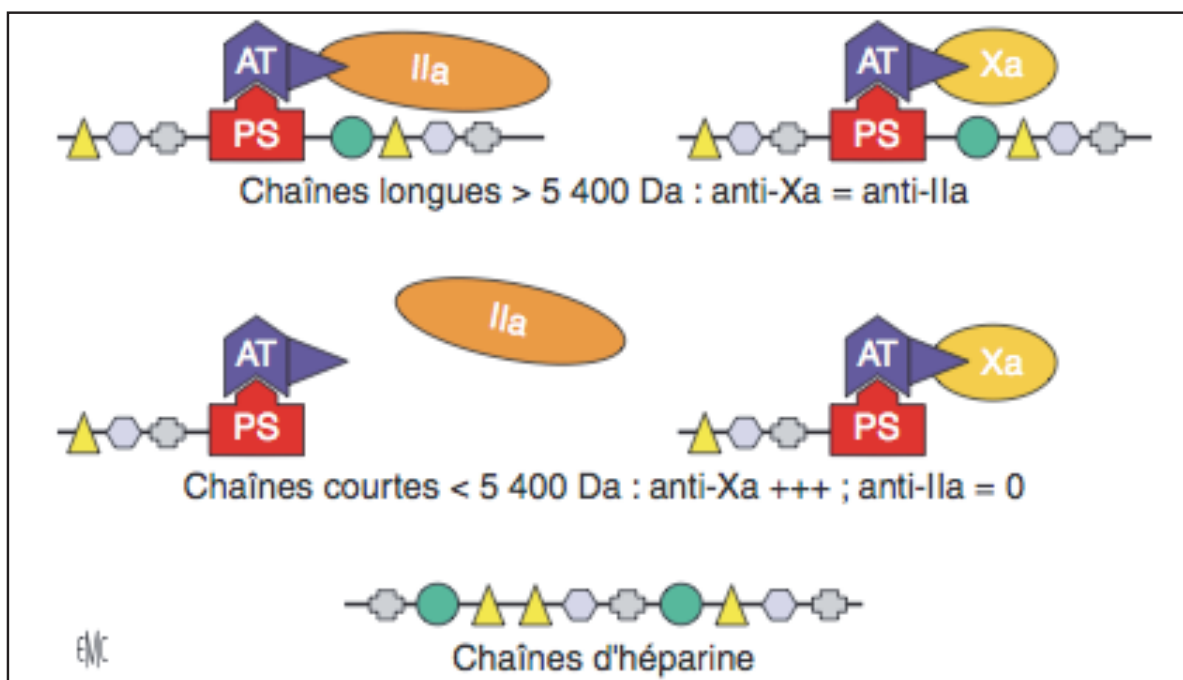 AT IIa AT Xa
PS PS
Chaînes longues > 5 400 Da : anti-Xa = anti-IIa
IIa
AT AT Xa
PS PS
Chaînes courtes < 5 400 Da : anti-Xa +++ ; anti-IIa = 0
EMC
Chaînes d'héparine